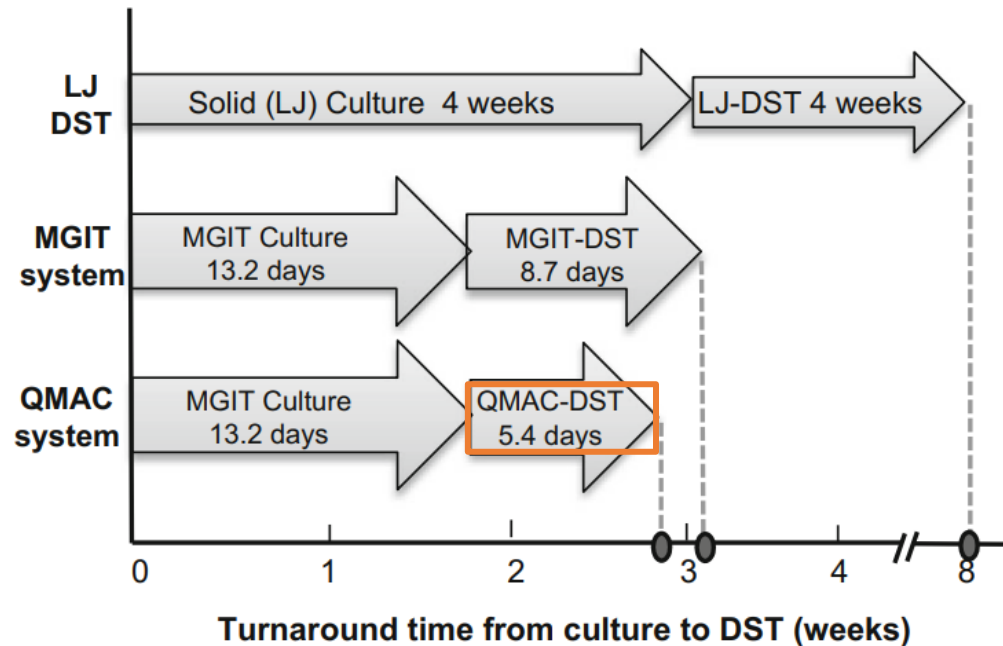 LJ
DST
Solid (LJ) Culture 4 weeks
LJ-DST 4 weeks
MGIT
system
MGIT Culture
13.2 days
MGIT-DST
8.7 days
QMAC
system
MGIT Culture
13.2 days
QMAC-DST
5.4 days
0 1 2 3 4 // 8
Turnaround time from culture to DST (weeks)